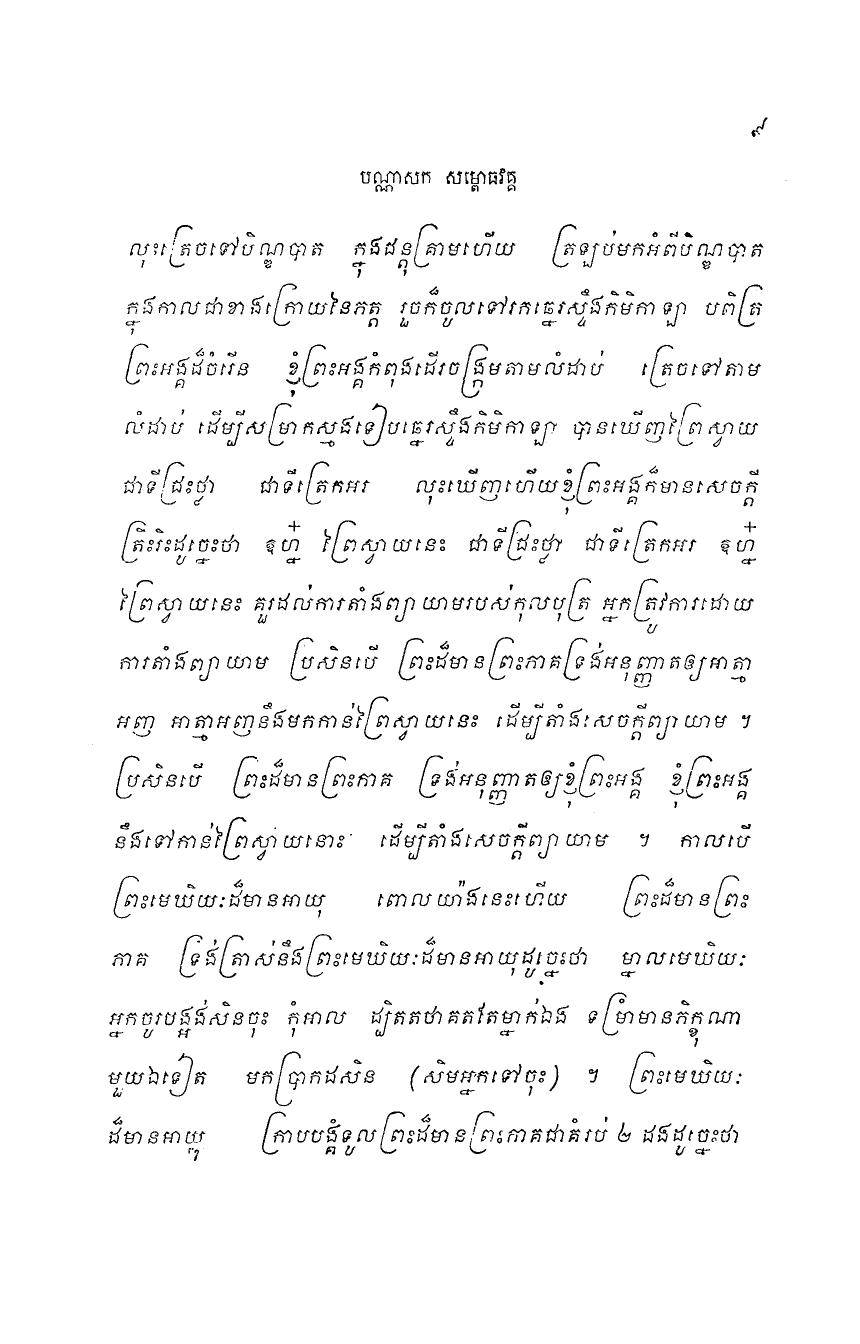 ៩
បណ្ណាសក សម្ពោធវគ្គ
លុះត្រេចទៅបិណ្ឌបាត ក្នុងជន្តុគ្រាមហើយ ត្រឡប់មកអំពីបិណ្ឌបាត
ក្នុងកាលជាខាងក្រោយនៃភត្ត រួចក៏ចូលទៅរកឆ្នេរស្ទឹងកិមិកាឡា បពិត្រ
ព្រះអង្គដ៏ចំរើន ខ្ញុំព្រះអង្គកំពុងដើរចង្ក្រមតាមលំដាប់ ត្រេចទៅតាម
លំដាប់ ដើម្បីសម្រាកស្មងទៀបឆ្នេរស្ទឹងកិមិកាឡា បានឃើញព្រៃស្វាយ
ជាទីជ្រះថ្លា ជាទីត្រេកអរ លុះឃើញហើយខ្ញុំព្រះអង្គក៏មានសេចក្តី
ត្រិះរិះដូច្នេះថា ឧហ្ន៎ ព្រៃស្វាយនេះ ជាទីជ្រះថ្លា ជាទីត្រេកអរ ឧហ្ន៎
ព្រៃស្វាយនេះ គួរដល់ការតាំងព្យាយាមរបស់កុលបុត្រ អ្នកត្រូវការដោយ
ការតាំងព្យាយាម ប្រសិនបើ ព្រះដ៏មានព្រះភាគទ្រង់អនុញ្ញាតឲ្យអាត្មា
អញ អាត្មាអញនឹងមកកាន់ព្រៃស្វាយនេះ ដើម្បីតាំងសេចក្តីព្យាយាម ។
ប្រសិនបើ ព្រះដ៏មានព្រះភាគ ទ្រង់អនុញ្ញាតឲ្យខ្ញុំព្រះអង្គ ខ្ញុំព្រះអង្គ
នឹងទៅកាន់ព្រៃស្វាយនោះ ដើម្បីតាំងសេចក្តីព្យាយាម ។ កាលបើ
ព្រះមេឃិយៈដ៏មានអាយុ ពោលយ៉ាងនេះហើយ ព្រះដ៏មានព្រះ
ភាគ ទ្រង់ត្រាស់នឹងព្រះមេឃិយៈដ៏មានអាយុដូច្នេះថា ម្នាលមេឃិយៈ
អ្នកចូរបង្អង់សិនចុះ កុំអាល ដ្បិតតថាគតតែម្នាក់ឯង ទម្រាំមានភិក្ខុណា
មួយឯទៀត មកប្រាកដសិន (សិមអ្នកទៅចុះ) ។ ព្រះមេឃិយៈ
ដ៏មានអាយុ ក្រាបបង្គំទូលព្រះដ៏មានព្រះភាគជាគំរប់ ២ ដងដូច្នេះថា